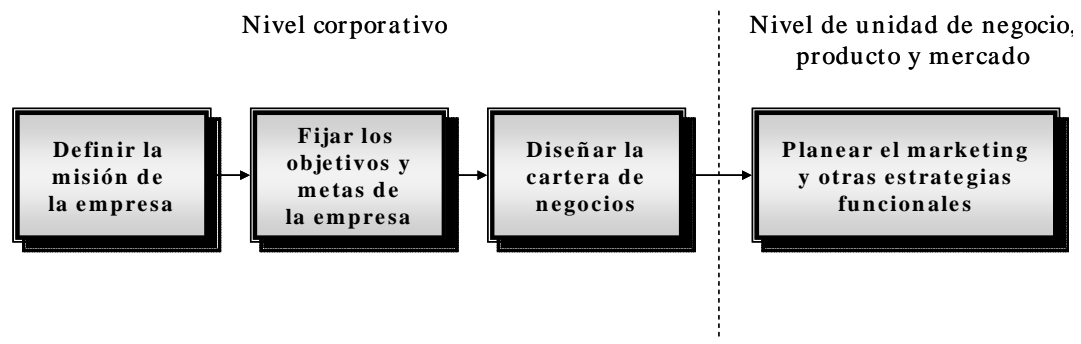 Nivel corporativo
Nivel de unidad de negocio,
producto y mercado
Definir la
misión de
la empresa
Fijar los
objetivos y
metas de
la empresa
Diseñar la
cartera de
negocios
Planear el marketing
y otras estrategias
funcionales